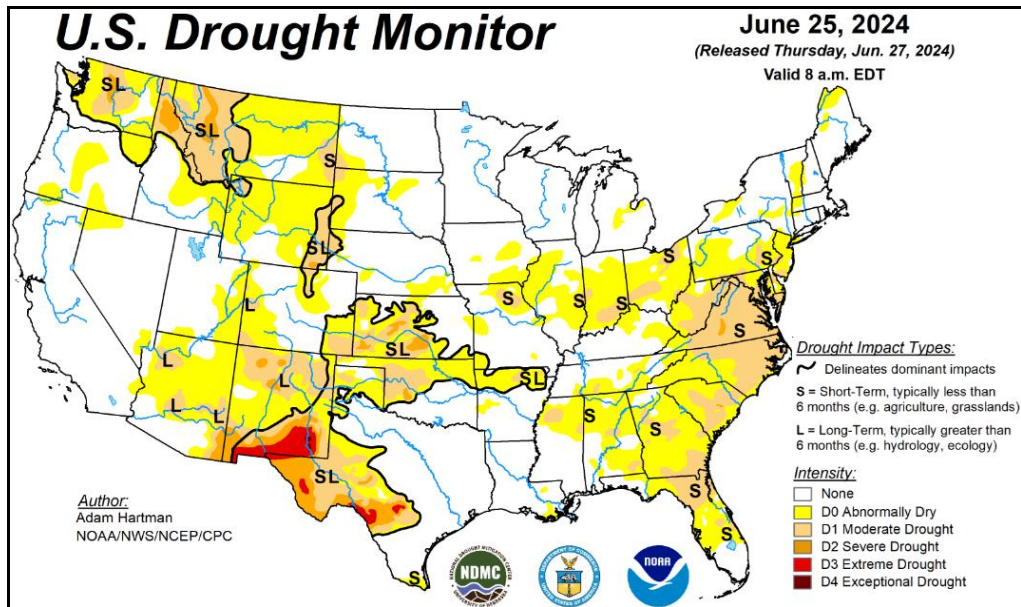 U.S. Drought Monitor
June 25, 2024
(Released Thursday, Jun. 27, 2024)
Valid 8 a.m. EDT
SL
SL
S
SL
L
S
S
S
S
S
S
SL
SL
L
L
L
L
SL
S
S
S
S
S
Drought Impact Types:
Delineates dominant impacts
S = Short-Term, typically less than
6 months (e.g. agriculture, grasslands)
L = Long-Term, typically greater than
6 months (e.g. hydrology, ecology)
Intensity:
None
D0 Abnormally Dry
D1 Moderate Drought
D2 Severe Drought
D3 Extreme Drought
D4 Exceptional Drought
Author:
Adam Hartman
NOAA/NWS/NCEP/CPC
NDMC
NOAA